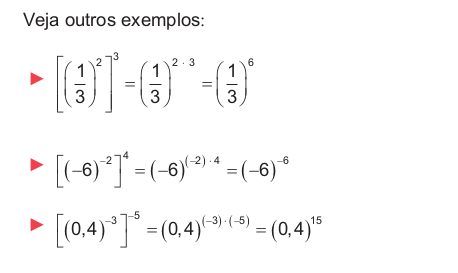 Veja outros exemplos:
► [(1/3)²]³ = (1/3)^(2 · 3) = (1/3)⁶
► [(–6)⁻²]⁴ = (–6)^((–2) · 4) = (–6)⁻⁶
► [(0,4)⁻³]⁻⁵ = (0,4)^((–3) · (–5)) = (0,4)¹⁵